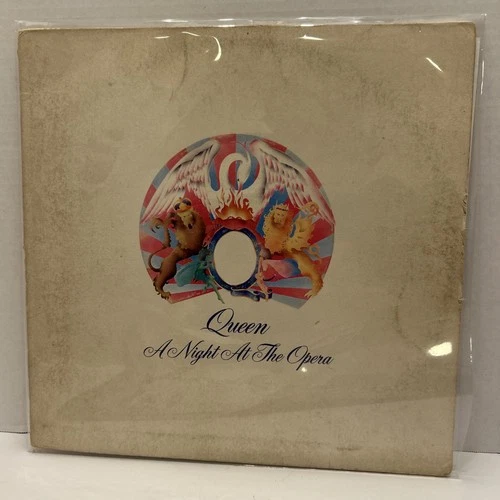 Queen
A Night At The Opera